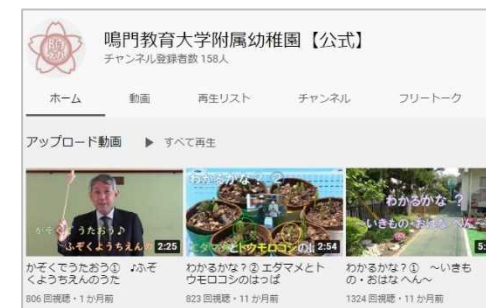 鳴門教育大学附属幼稚園【公式】
チャンネル登録者数 158人
ホーム 動画 再生リスト チャンネル フリートーク
アップロード動画 ▶ すべて再生
かぞくでうたおう♪
ふぞくようちえんの
2:25
わかるかな?②
エダマメとトウモロコシの
2:54
わかるかな?
いきもの・おはな へん
5:
かぞくでうたおう① ♪ふぞ
くようちえんのうた
806 回視聴・1 か月前
わかるかな?② エダマメとト
ウモロコシのはっぱ
823 回視聴・11 か月前
わかるかな?① ～いきも
の・おはな へん～
1324 回視聴・11 か月前